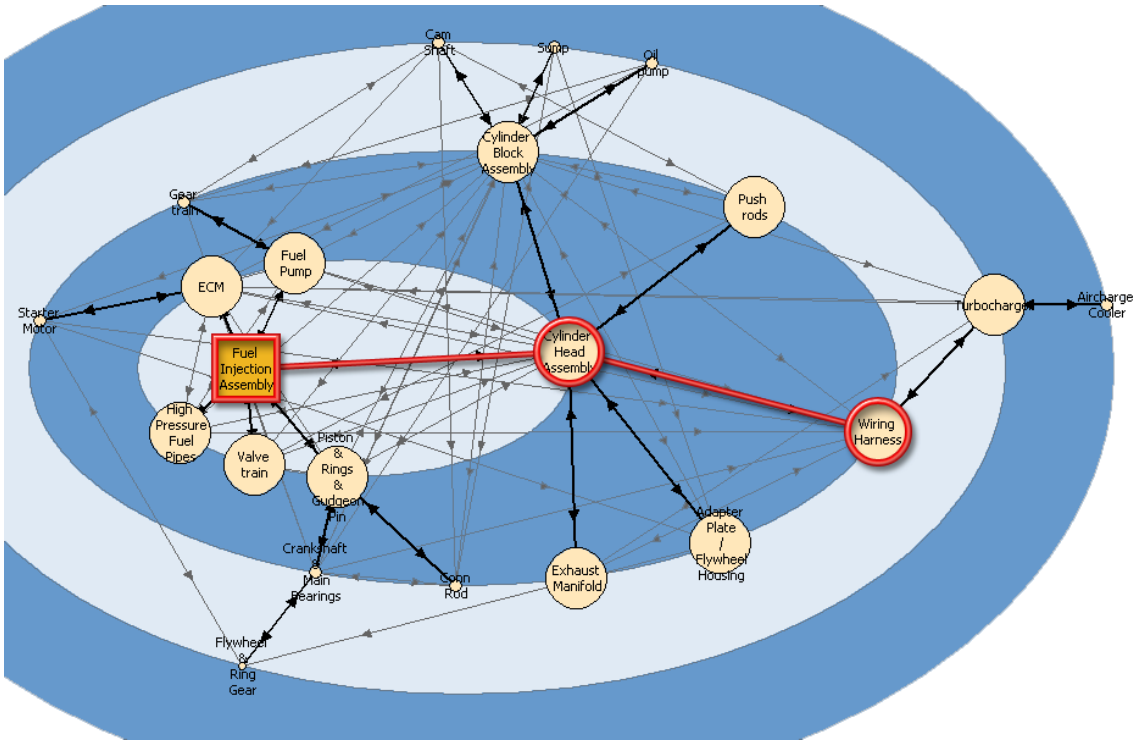 Cam
Shaft
Sump
Oil
pump
Cylinder
Block
Assembly
Push
rods
Gear
train
Fuel
Pump
ECM
Starter
Motor
Turbocharger
Aircharge
Cooler
Fuel
Injection
Assembly
Cylinder
Head
Assembly
High
Pressure
Fuel
Pipes
Valve
train
Piston
&
Rings
&
Gudgeon
Pin
Wiring
Harness
Crankshaft
&
Main
Bearings
Conn
Rod
Exhaust
Manifold
Adapter
Plate
/
Flywheel
Housing
Flywheel
&
Ring
Gear